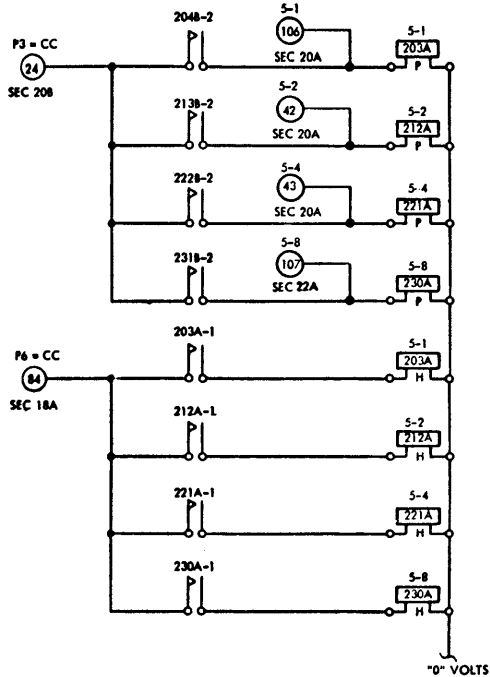 5-1
204B-2
5-1
P3 = CC
106
203A
24
SEC 20A
P
SEC 20B
5-2
213B-2
5-2
42
212A
SEC 20A
P
5-4
222B-2
5-4
43
221A
SEC 20A
P
5-8
231B-2
5-8
107
230A
SEC 22A
P
203A-1
5-1
P6 = CC
203A
84
H
SEC 18A
212A-1
5-2
212A
H
221A-1
5-4
221A
H
230A-1
5-8
230A
H
"0" VOLTS